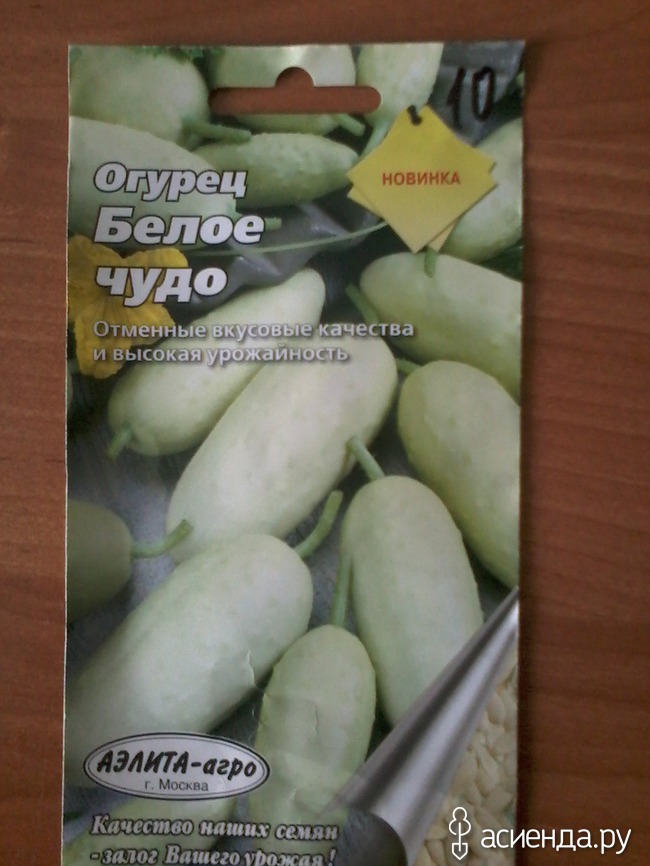 10
НОВИНКА
Огурец
Белое
чудо
Отменные вкусовые качества
и высокая урожайность
АЭЛИТА-агро
г. Москва
Качество наших семян
- залог Вашего урожая!
асиенда.ру